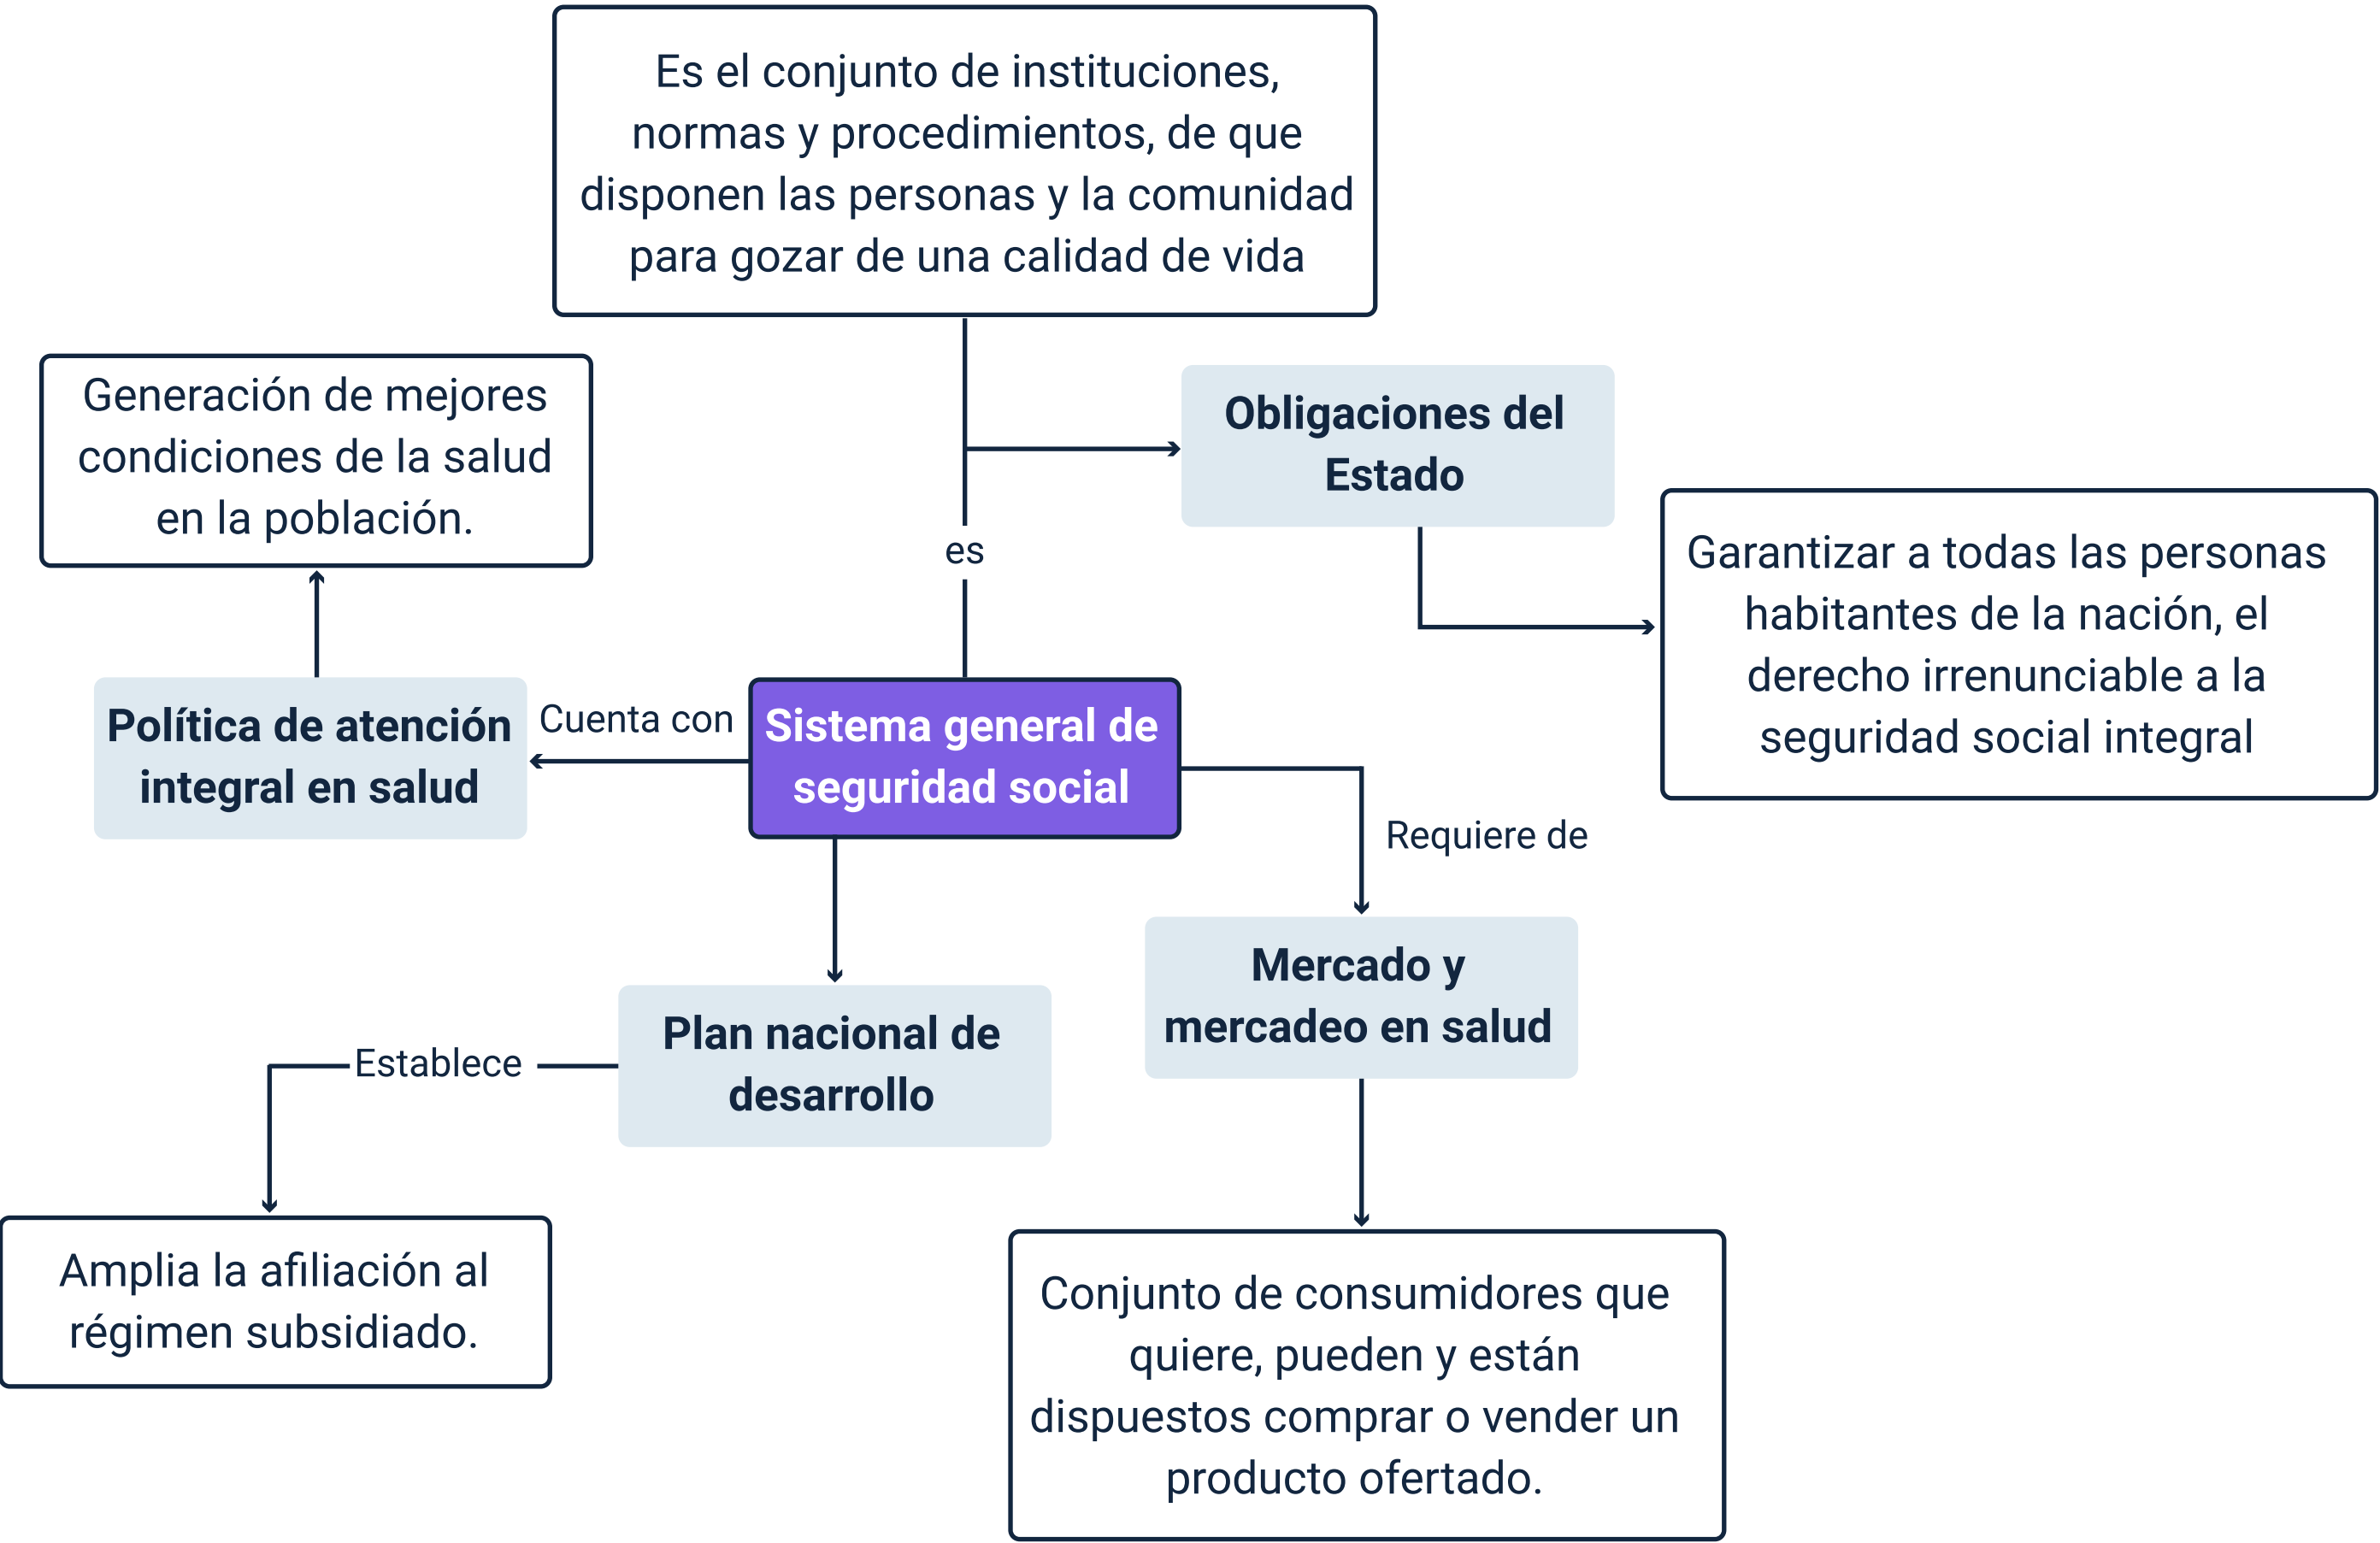 Es el conjunto de instituciones,
normas y procedimientos, de que
disponen las personas y la comunidad
para gozar de una calidad de vida
Generación de mejores
condiciones de la salud
en la población.
Obligaciones del
Estado
es
Garantizar a todas las personas
habitantes de la nación, el
derecho irrenunciable a la
seguridad social integral
Política de atención
integral en salud
Cuenta con
Sistema general de
seguridad social
Requiere de
Mercado y
mercadeo en salud
Plan nacional de
desarrollo
Establece
Amplia la afiliación al
régimen subsidiado.
Conjunto de consumidores que
quiere, pueden y están
dispuestos comprar o vender un
producto ofertado.